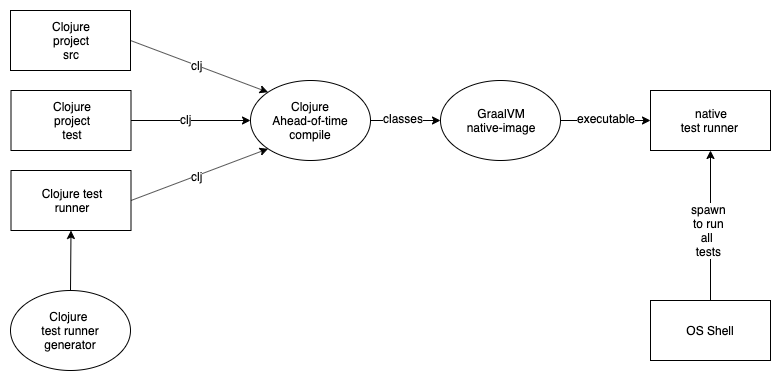 Clojure
project
src
clj
Clojure
project
test
clj
Clojure
Ahead-of-time
compile
classes
GraalVM
native-image
executable
native
test runner
Clojure test
runner
clj
spawn
to run
all
tests
Clojure
test runner
generator
OS Shell